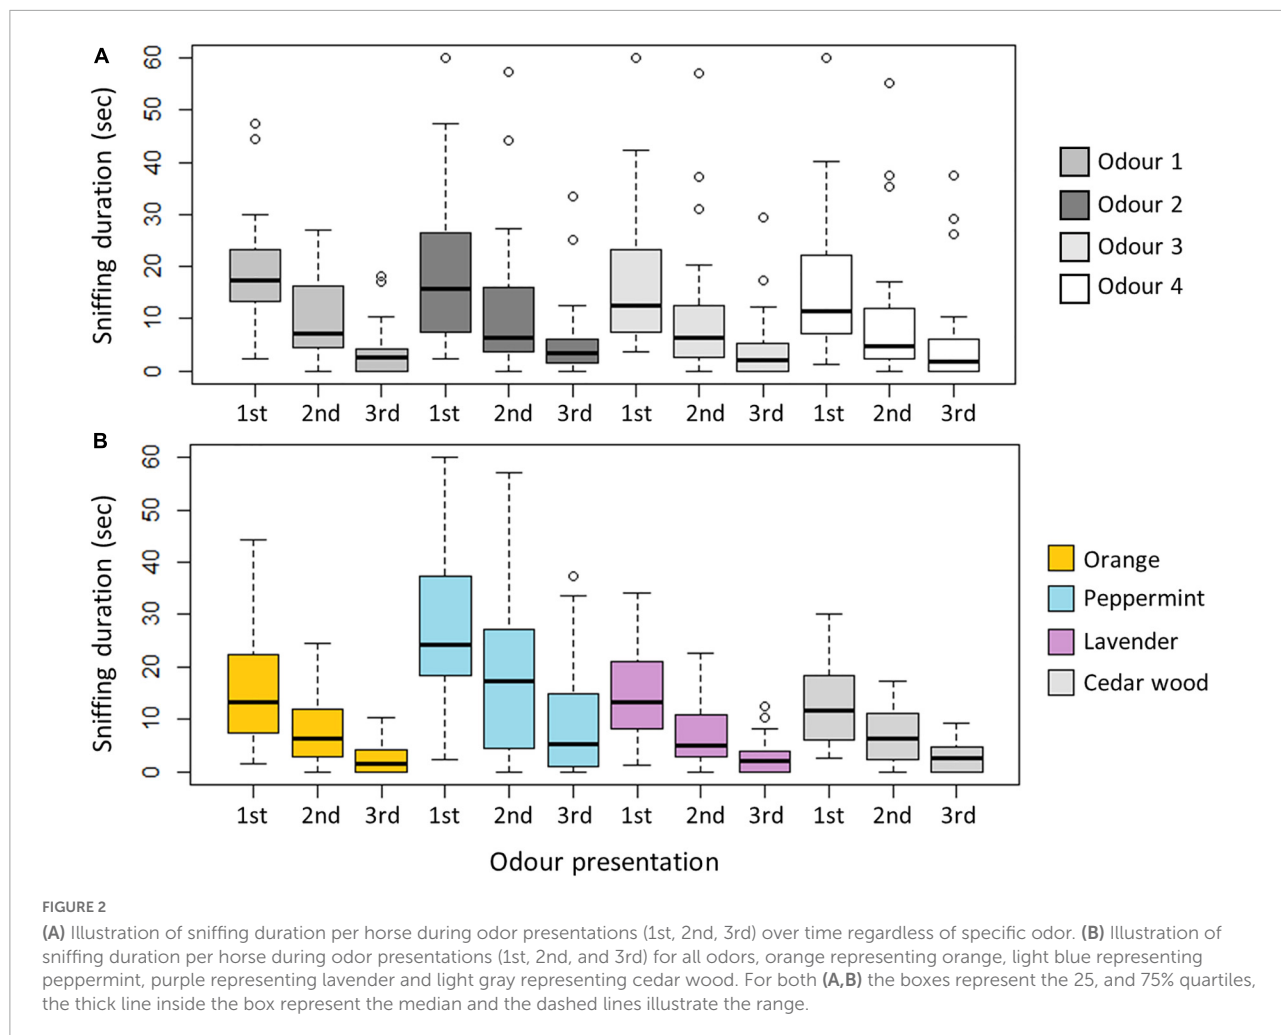 A
Sniffing duration (sec)
60
50
40
30
20
10
0
1st 2nd 3rd 1st 2nd 3rd 1st 2nd 3rd 1st 2nd 3rd
Odour 1
Odour 2
Odour 3
Odour 4
B
Sniffing duration (sec)
60
50
40
30
20
10
0
1st 2nd 3rd 1st 2nd 3rd 1st 2nd 3rd 1st 2nd 3rd
Orange
Peppermint
Lavender
Cedar wood
Odour presentation
FIGURE 2
(A) Illustration of sniffing duration per horse during odor presentations (1st, 2nd, 3rd) over time regardless of specific odor. (B) Illustration of
sniffing duration per horse during odor presentations (1st, 2nd, and 3rd) for all odors, orange representing orange, light blue representing
peppermint, purple representing lavender and light gray representing cedar wood. For both (A,B) the boxes represent the 25, and 75% quartiles,
the thick line inside the box represent the median and the dashed lines illustrate the range.